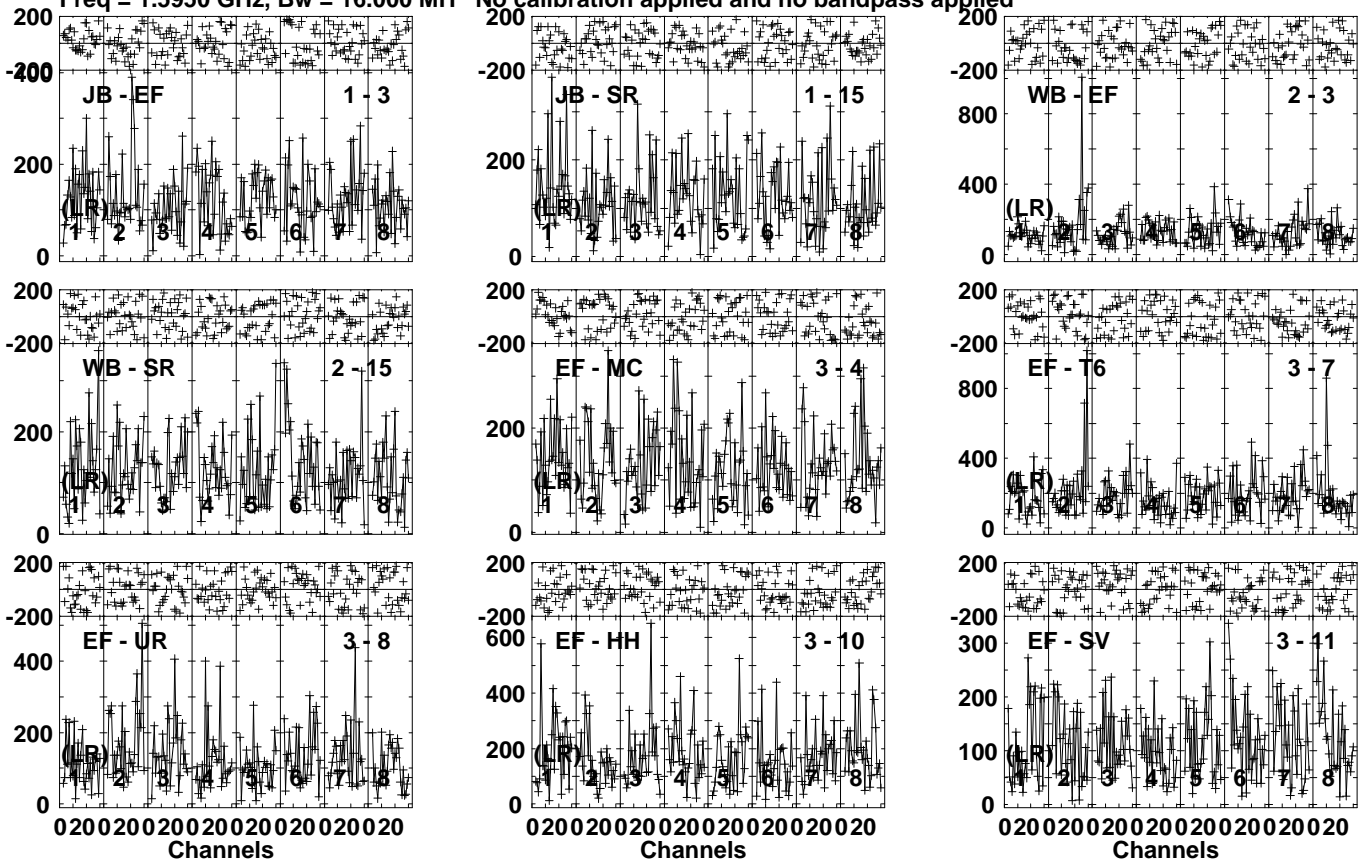 Freq = 1.5950 GHz, Bw = 16.000 MH No calibration applied and no bandpass applied
200 200 200
-200 -200 -200
400
JB - EF 1 - 3 JB - SR 1 - 15 WB - EF 2 - 3
800
200 200
400
(LR) (LR) (LR)
1 2 3 4 5 6 7 8 1 2 3 4 5 6 7 8 1 2 3 4 5 6 7 8
0 0 0
200 200 200
-200 -200 -200
WB - SR 2 - 15 EF - MC 3 - 4 EF - T6 3 - 7
800
200 200
400
(LR) (LR) (LR)
1 2 3 4 5 6 7 8 1 2 3 4 5 6 7 8 1 2 3 4 5 6 7 8
0 0 0
200 200 200
-200 -200 -200
EF - UR 3 - 8 EF - HH 3 - 10 EF - SV 3 - 11
600 300
400 400
200
200 200
100
(LR) (LR) (LR)
1 2 3 4 5 6 7 8 1 2 3 4 5 6 7 8 1 2 3 4 5 6 7 8
0 0 0
0 20 0 20 0 20 0 20 0 20 0 20 0 20 0 20 0 20 0 20 0 20 0 20 0 20 0 20 0 20 0 20 0 20 0 20 0 20 0 20 0 20 0 20 0 20 0 20
Channels Channels Channels